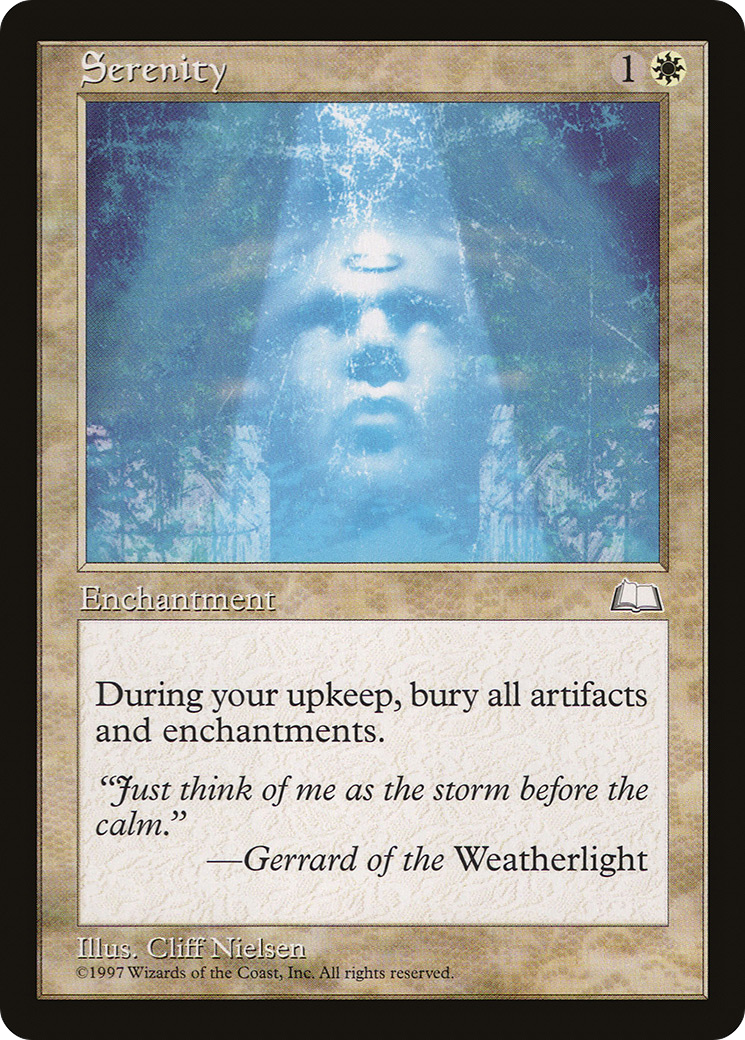 Serenity 1
Enchantment
During your upkeep, bury all artifacts
and enchantments.
“Just think of me as the storm before the
calm.”
—Gerrard of the Weatherlight
Illus. Cliff Nielsen
©1997 Wizards of the Coast, Inc. All rights reserved.